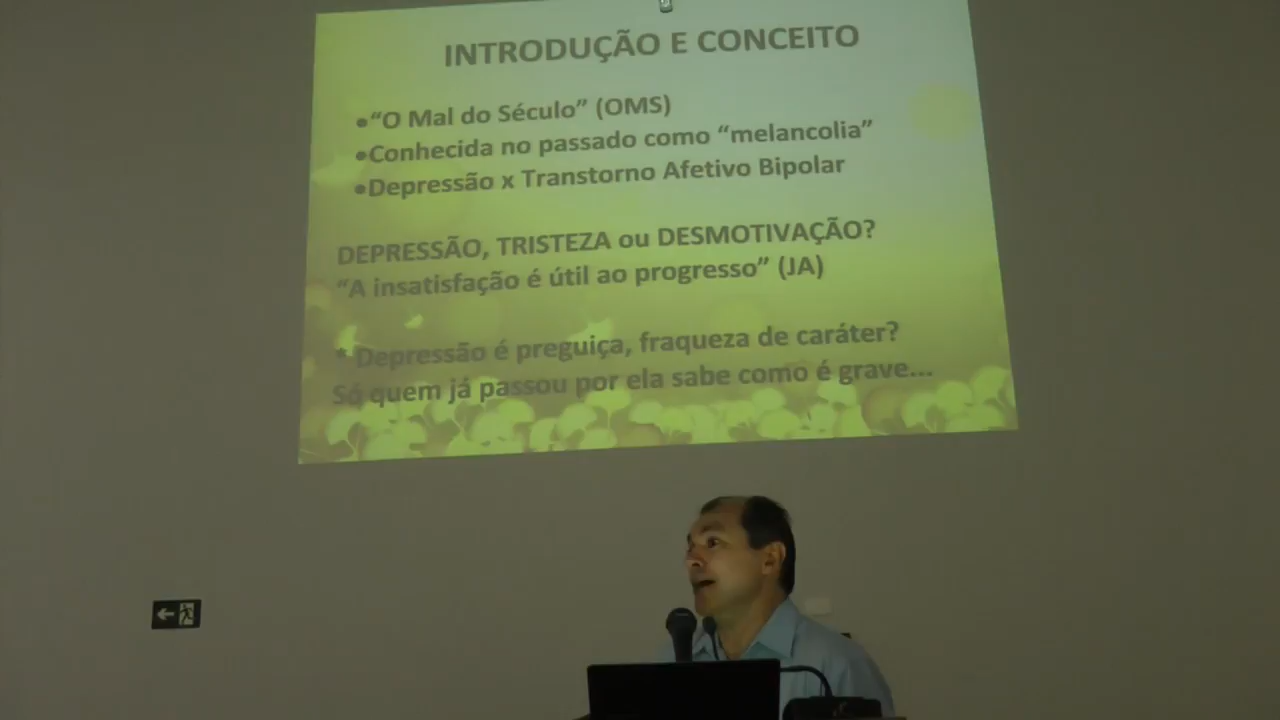 INTRODUÇÃO E CONCEITO
•“O Mal do Século” (OMS)
•Conhecida no passado como “melancolia”
•Depressão x Transtorno Afetivo Bipolar
DEPRESSÃO, TRISTEZA ou DESMOTIVAÇÃO?
“A insatisfação é útil ao progresso” (JA)
* Depressão é preguiça, fraqueza de caráter?
Só quem já passou por ela sabe como é grave...